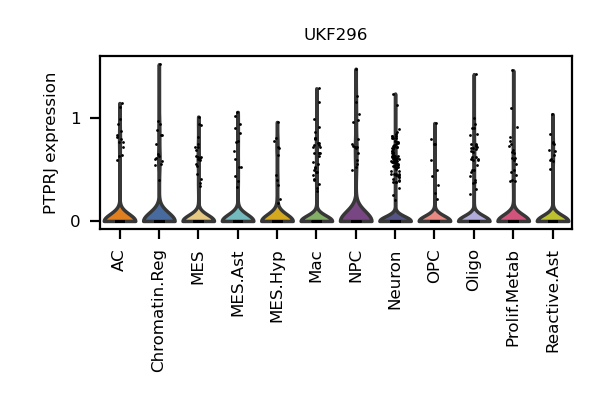 UKF296
PTPRJ expression
1
0
AC
Chromatin.Reg
MES
MES.Ast
MES.Hyp
Mac
NPC
Neuron
OPC
Oligo
Prolif.Metab
Reactive.Ast